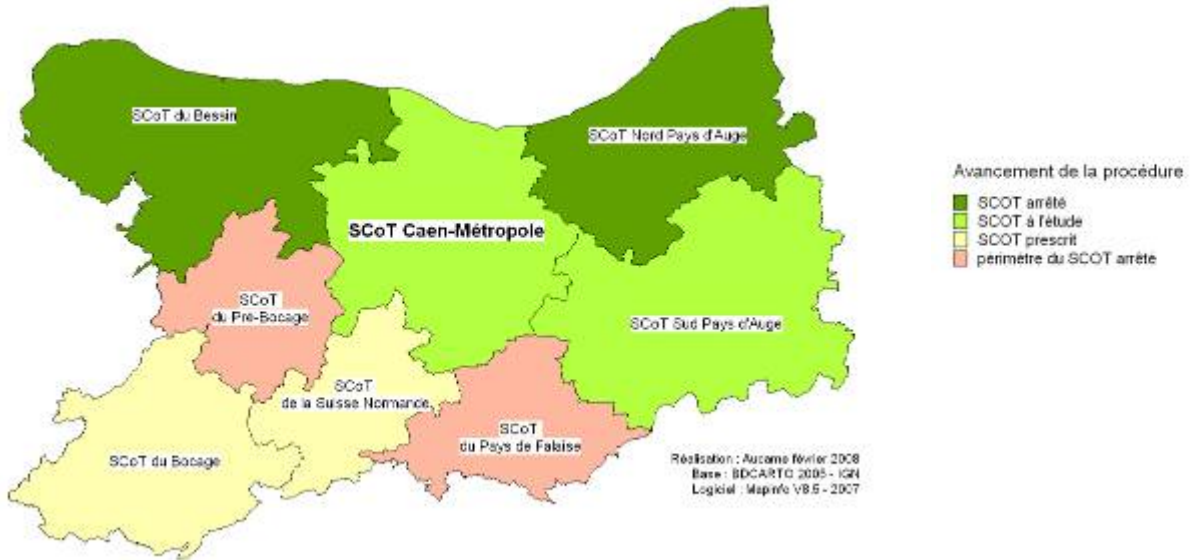 SCoT du Bessin
SCoT Nord Pays d'Auge
SCoT Caen-Métropole
SCoT
du Pré-Bocage
SCoT Sud Pays d'Auge
SCoT
de la Suisse Normande
SCoT du Bocage
SCoT
du Pays de Falaise
Avancement de la procédure
SCOT arrêté
SCOT à l'étude
SCOT prescrit
perimètre du SCOT arrêté
Réalisation : Aucame février 2008
Base : BDCARTO 2005 - IGN
Logiciel : Mapinfo V8.5 - 2007